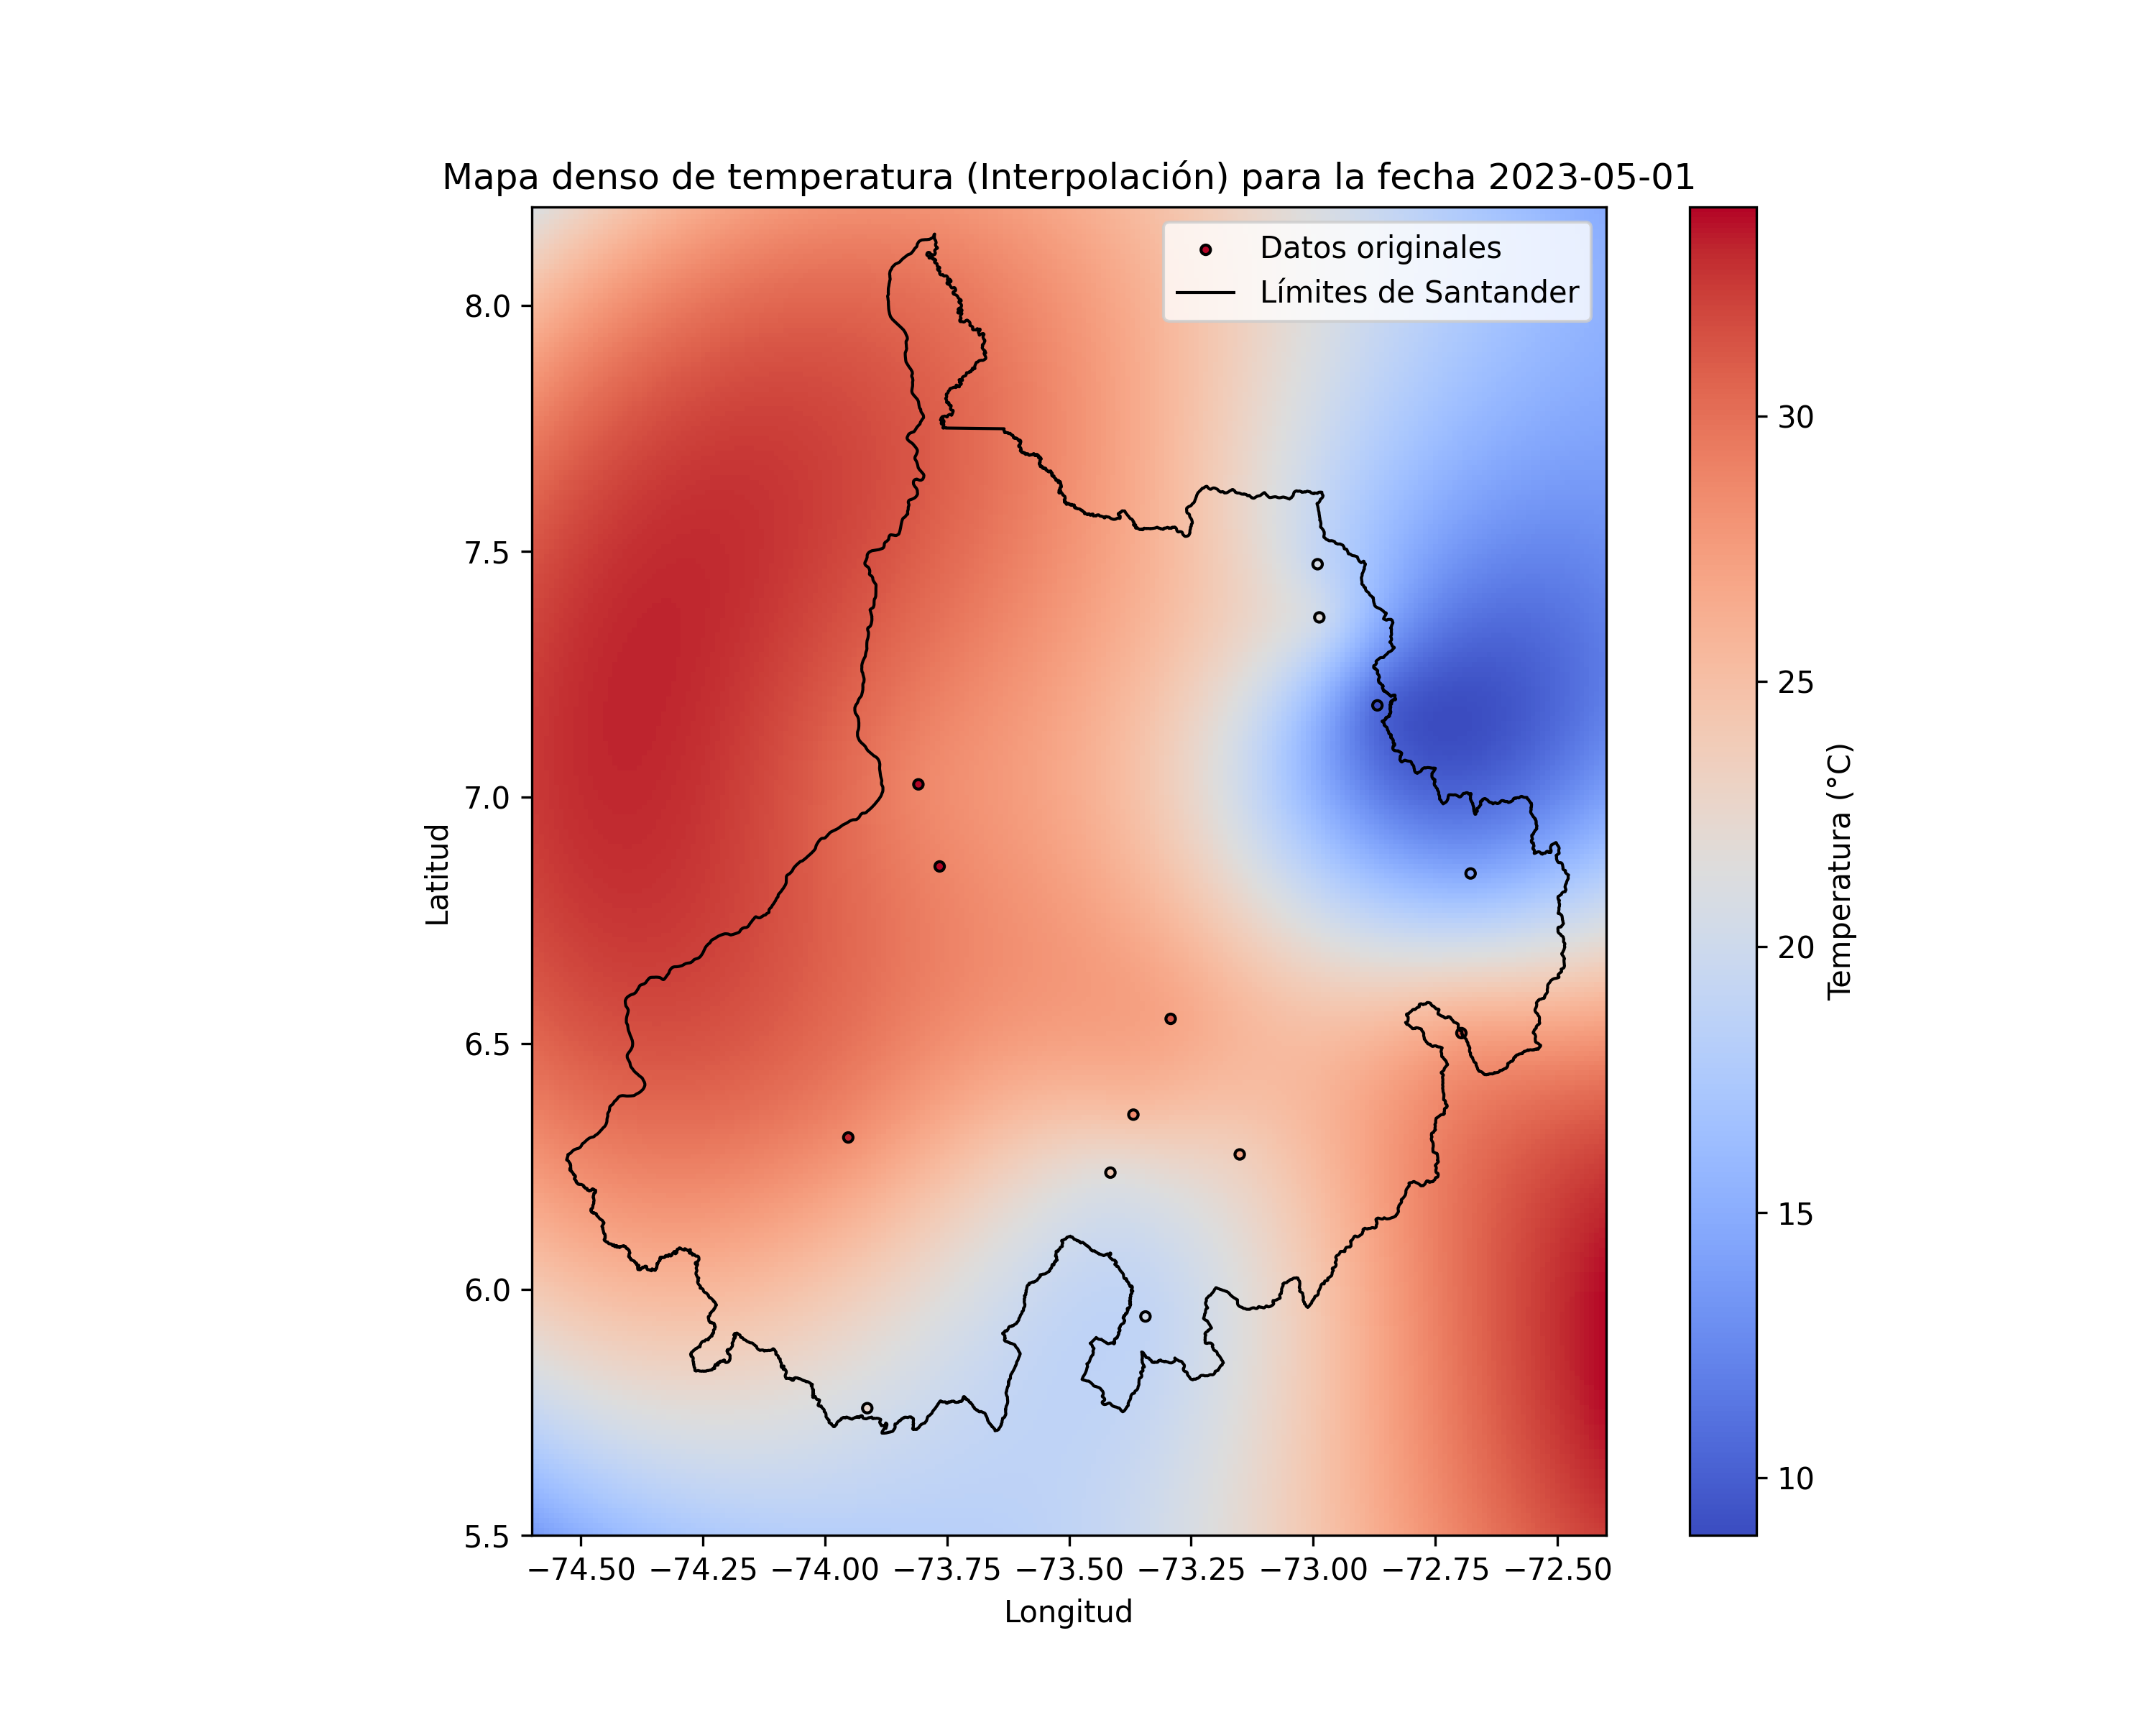 Mapa denso de temperatura (Interpolación) para la fecha 2023-05-01
Datos originales
Límites de Santander
8.0
7.5
7.0
6.5
6.0
5.5
Latitud
−74.50 −74.25 −74.00 −73.75 −73.50 −73.25 −73.00 −72.75 −72.50
Longitud
30
25
20
15
10
Temperatura (°C)